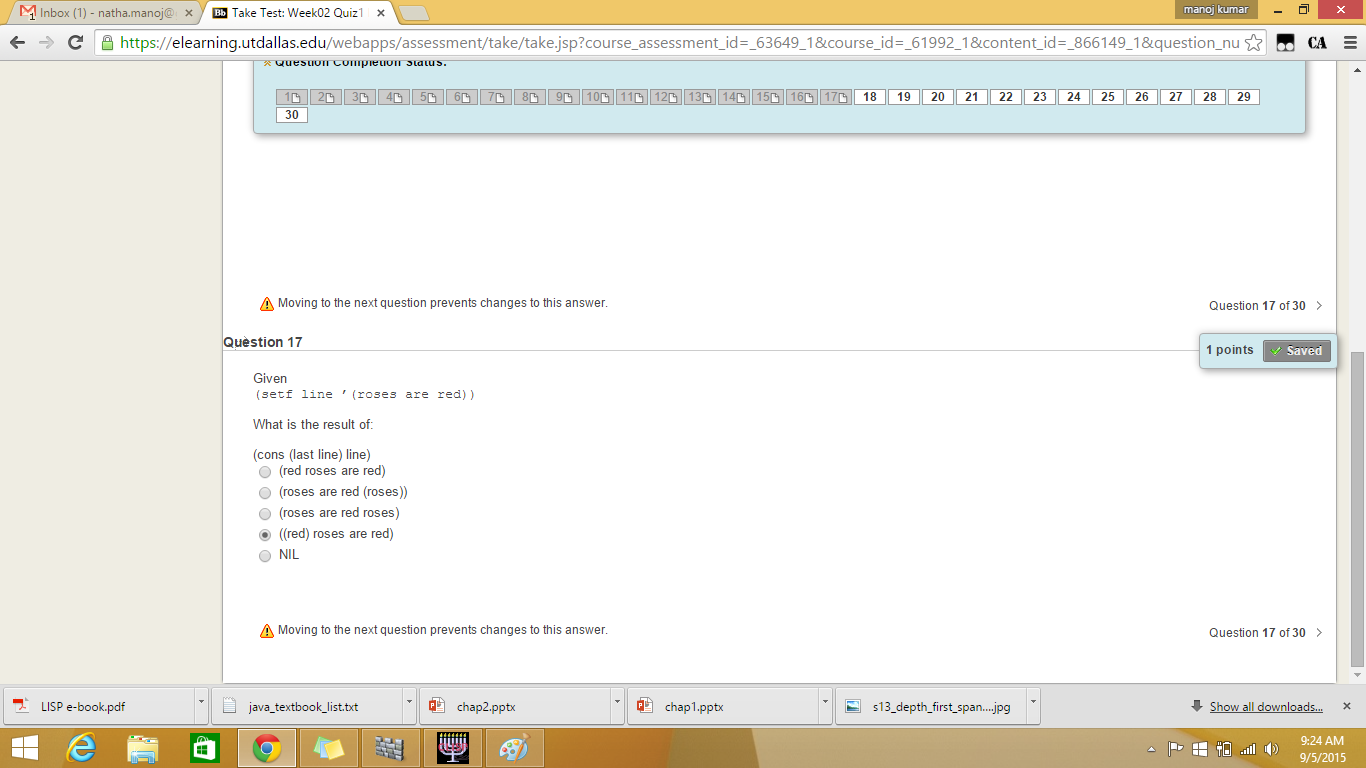 Inbox (1) - natha.manoj@
Take Test: Week02 Quiz1
manoj kumar
https://elearning.utdallas.edu/webapps/assessment/take/take.jsp?course_assessment_id=_63649_1&course_id=_61992_1&content_id=_866149_1&question_nu
CA
Question Completion Status:
1 2 3 4 5 6 7 8 9 10 11 12 13 14 15 16 17 18 19 20 21 22 23 24 25 26 27 28 29
30
Moving to the next question prevents changes to this answer.
Question 17 of 30
Question 17
1 points Saved
Given
(setf line ’(roses are red))
What is the result of:
(cons (last line) line)
(red roses are red)
(roses are red (roses))
(roses are red roses)
((red) roses are red)
NIL
Moving to the next question prevents changes to this answer.
Question 17 of 30
LISP e-book.pdf
java_textbook_list.txt
chap2.pptx
chap1.pptx
s13_depth_first_span....jpg
Show all downloads...
9:24 AM
9/5/2015